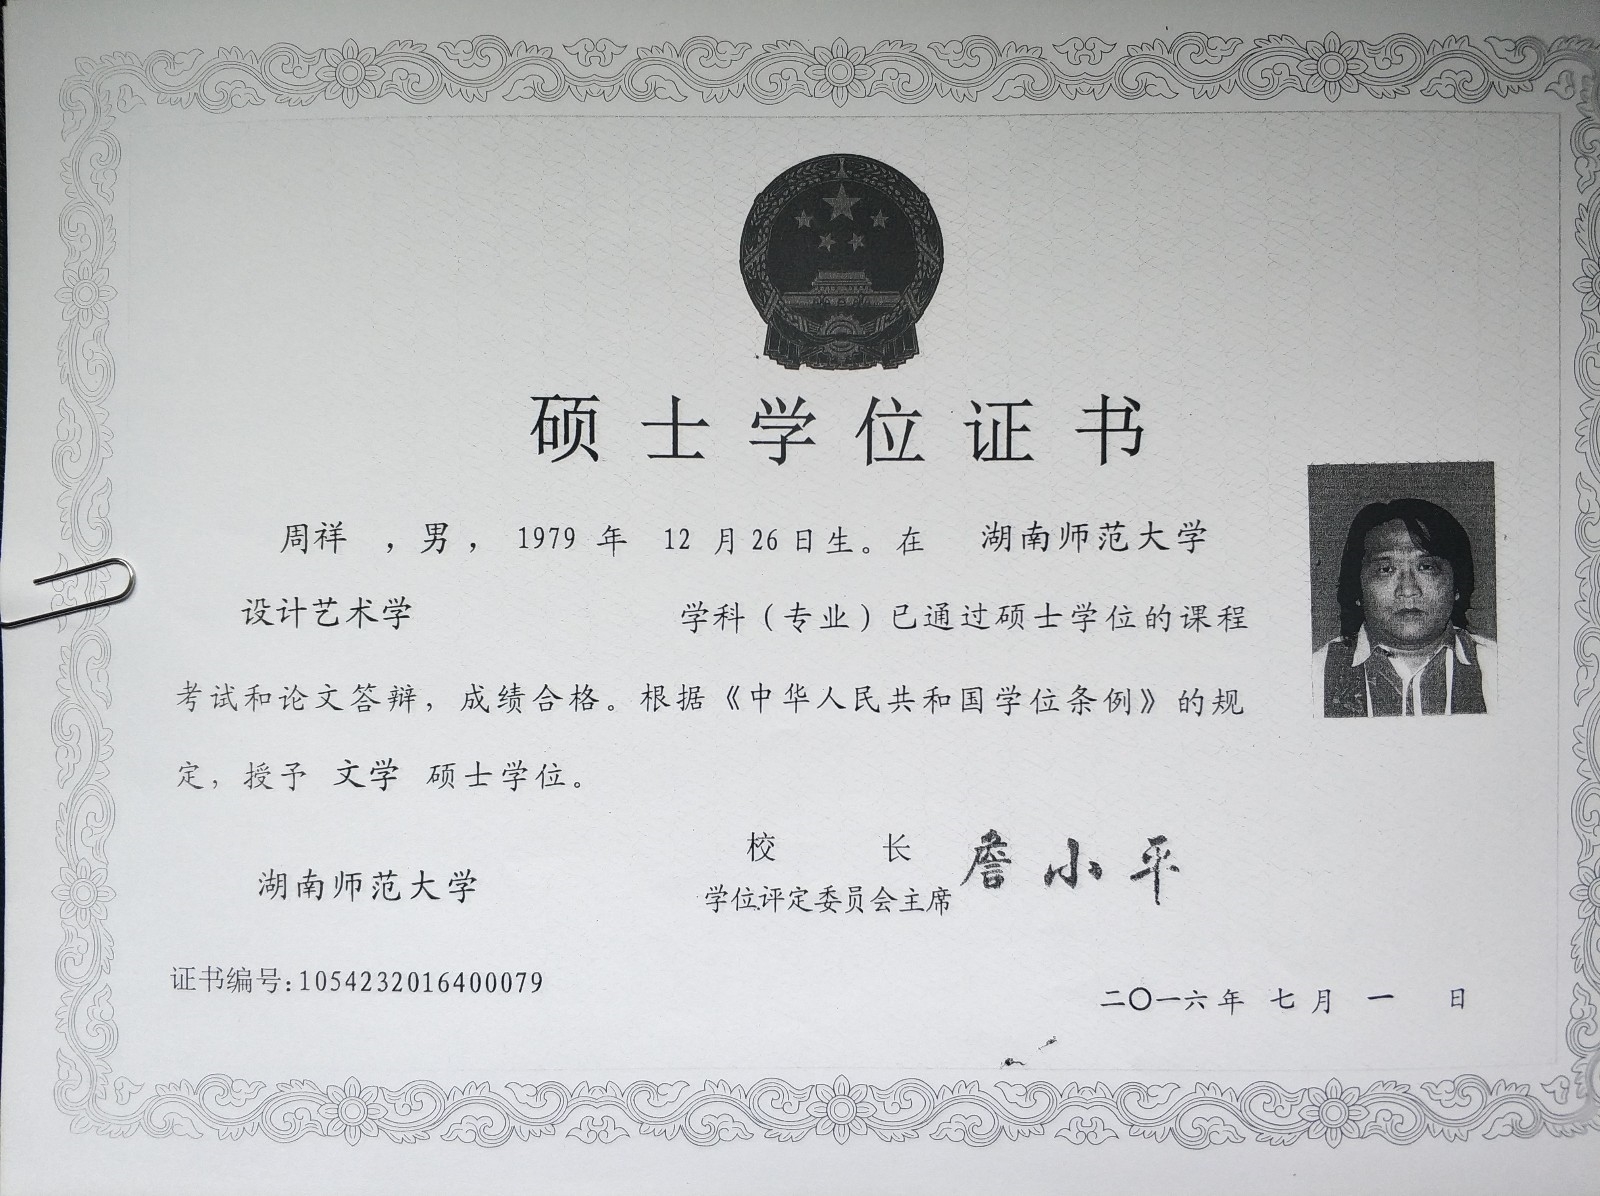 硕士学位证书
周祥 ，男， 1979 年 12 月 26 日生。在 湖南师范大学
设计艺术学 学科（专业）已通过硕士学位的课程
考试和论文答辩，成绩合格。根据《中华人民共和国学位条例》的规
定，授予 文学 硕士学位。
湖南师范大学
校 长
学位评定委员会主席
詹小平
证书编号:1054232016400079
二〇一六年 七 月 一 日